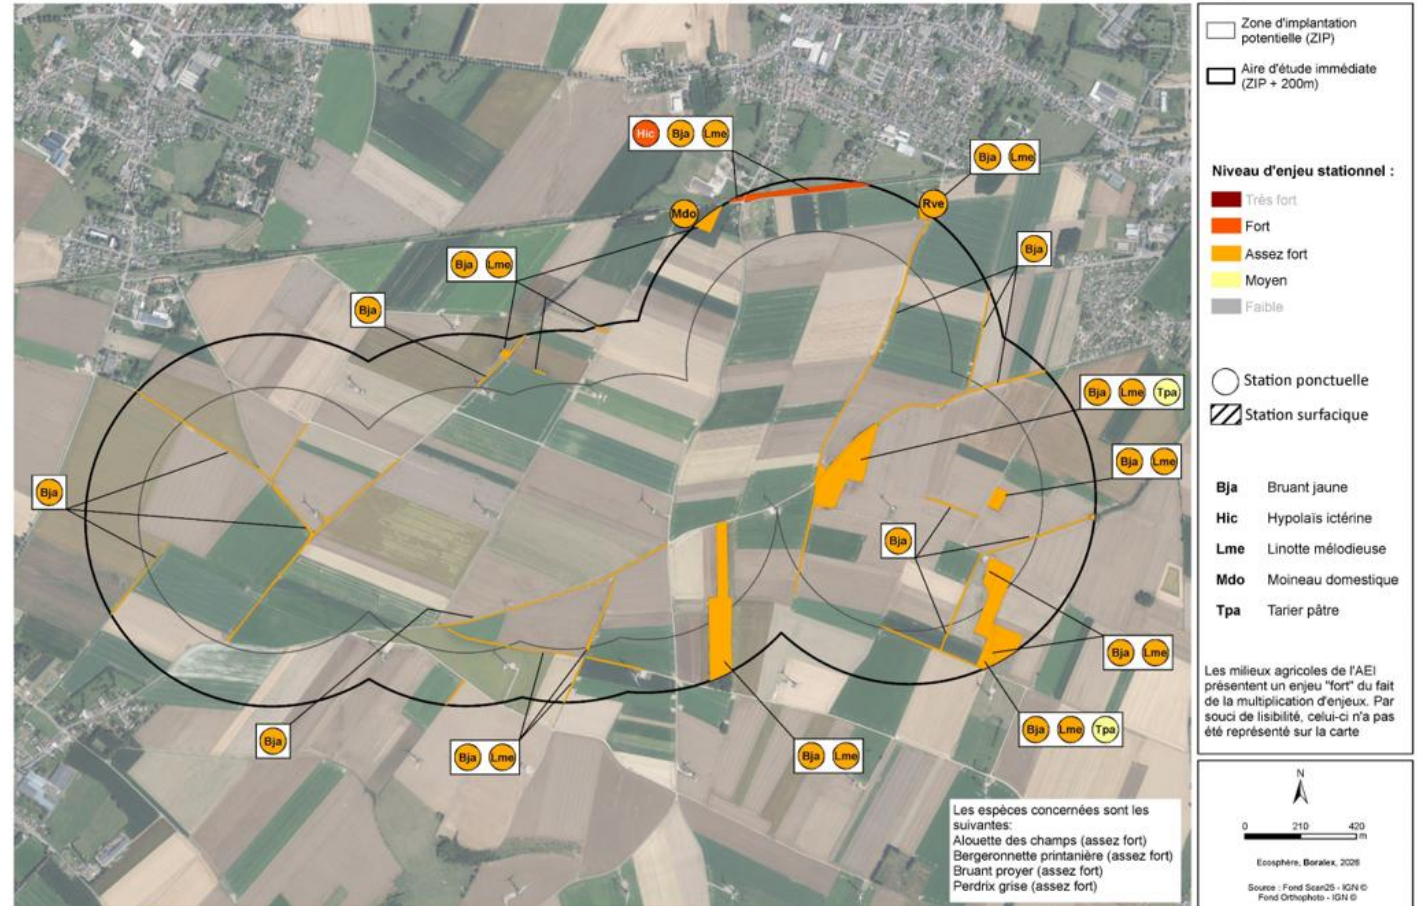 Hic Bja Lme
Bja Lme
Mdo
Rve
Bja Lme
Bja
Bja
Bja Lme Tpa
Bja Lme
Bja
Bja
Bja Lme
Bja
Bja Lme
Bja Lme
Bja Lme Tpa
Les espèces concernées sont les
suivantes:
Alouette des champs (assez fort)
Bergeronnette printanière (assez fort)
Bruant proyer (assez fort)
Perdrix grise (assez fort)
Zone d'implantation
potentielle (ZIP)
Aire d'étude immédiate
(ZIP + 200m)
Niveau d'enjeu stationnel :
Très fort
Fort
Assez fort
Moyen
Faible
Station ponctuelle
Station surfacique
Bja Bruant jaune
Hic Hypolaïs ictérine
Lme Linotte mélodieuse
Mdo Moineau domestique
Tpa Tarier pâtre
Les milieux agricoles de l'AEI
présentent un enjeu "fort" du fait
de la multiplication d'enjeux. Par
souci de lisibilité, celui-ci n'a pas
été représenté sur la carte
N
0 210 420
m
Ecosphère, Boralex, 2026
Source : Fond Scan25 - IGN ©
Fond Orthophoto - IGN ©